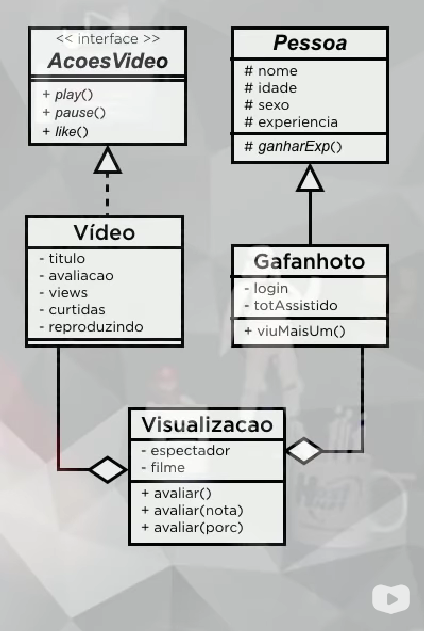 << interface >>
AcoesVideo
+ play()
+ pause()
+ like()
Pessoa
# nome
# idade
# sexo
# experiencia
# ganharExp()
Vídeo
- titulo
- avaliacao
- views
- curtidas
- reproduzindo
Gafanhoto
- login
- totAssistido
+ viuMaisUm()
Visualizacao
- espectador
- filme
+ avaliar()
+ avaliar(nota)
+ avaliar(porc)